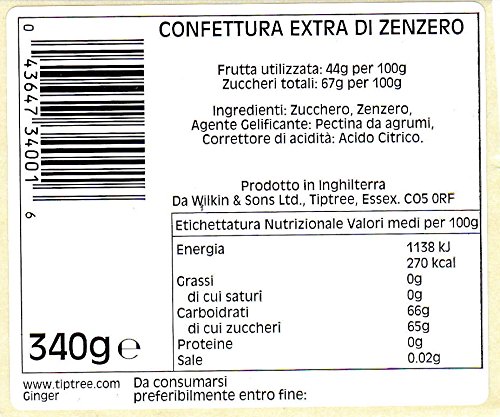 CONFETTURA EXTRA DI ZENZERO
Frutta utilizzata: 44g per 100g
Zuccheri totali: 67g per 100g
Ingredienti: Zucchero, Zenzero,
Agente Gelificante: Pectina da agrumi,
Correttore di acidità: Acido Citrico.
Prodotto in Inghilterra
Da Wilkin & Sons Ltd., Tiptree, Essex. CO5 0RF
0 43647 34001 6
Etichettatura Nutrizionale Valori medi per 100g
Energia 1138 kJ
270 kcal
Grassi 0g
di cui saturi 0g
Carboidrati 66g
di cui zuccheri 65g
Proteine 0g
Sale 0.02g
340g e
www.tiptree.com
Ginger
Da consumarsi
preferibilmente entro fine: